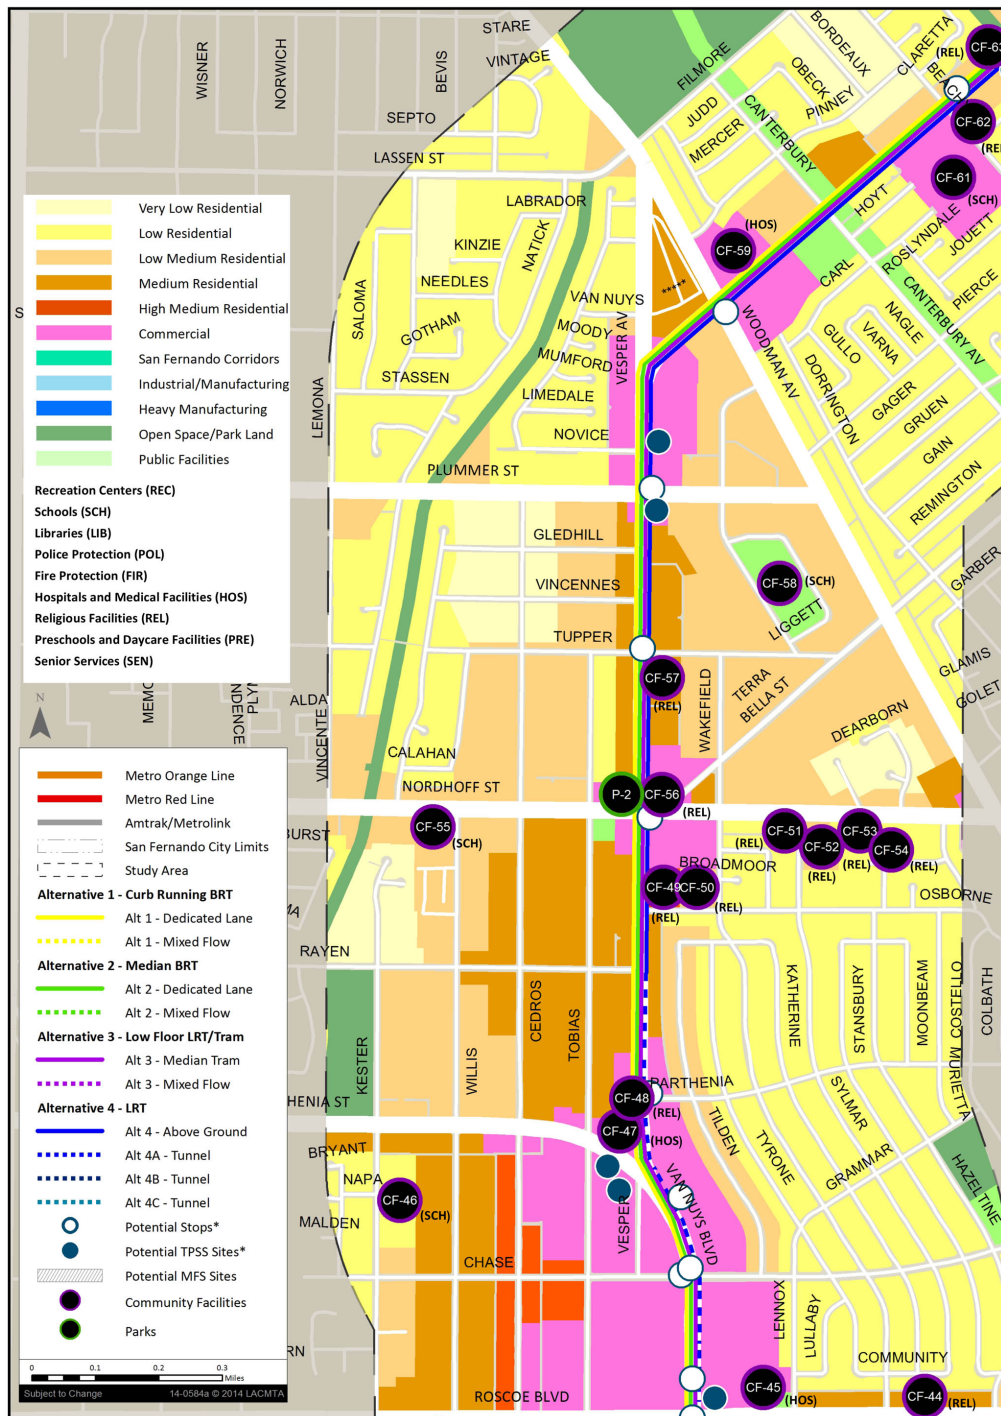 STARE
VINTAGE
WISNER
NORWICH
BEVIS
SEPTO
LASSEN ST
FILMORE
BORDEAUX
CLARETTA
OBECK
PINNEY
BEACH
JUDD
MERCER
CANTERBURY
(REL)
CF-63
CF-62
CF-61
(SCH)
HOYT
ROSLYNDALE
JOUETT
PIERCE
(HOS)
CF-59
CARL
CANTERBURY AV
NAGLE
VARNA
GULLO
DORRINGTON
GAGER
GRUEN
GAIN
REMINGTON
GARBER
GLAMIS
WOODMAN AV
LABRADOR
KINZIE
NATICK
NEEDLES
SALOMA
GOTHAM
STASSEN
LEMONA
VAN NUYS
MOODY
MUMFORD
LIMEDALE
NOVICE
VESPER AV
*****
PLUMMER ST
GLEDHILL
VINCENNES
TUPPER
CF-58
(SCH)
LIGGETT
CF-57
(REL)
WAKEFIELD
TERRA
BELLA ST
DEARBORN
ALDA
VINCENTE
CALAHAN
NORDHOFF ST
P-2
CF-56
(REL)
CF-55
(SCH)
CF-51
(REL)
CF-52
(REL)
CF-53
(REL)
CF-54
(REL)
BROADMOOR
CF-49
(REL)
CF-50
(REL)
OSBORNE
RAYEN
KESTER
WILLIS
CEDROS
TOBIAS
KATHERINE
STANSBURY
MOONBEAM
COSTELLO
MURIETTA
COLBATH
PARTHENIA
CF-48
(REL)
CF-47
(HOS)
TILDEN
TYRONE
SYLMAR
GRAMMAR
HAZELTINE
BRYANT
NAPA
MALDEN
CF-46
(SCH)
VESPER
VAN NUYS BLVD
CHASE
LENNOX
LULLABY
COMMUNITY
ROSCOE BLVD
CF-45
(HOS)
CF-44
(REL)
Very Low Residential
Low Residential
Low Medium Residential
Medium Residential
High Medium Residential
Commercial
San Fernando Corridors
Industrial/Manufacturing
Heavy Manufacturing
Open Space/Park Land
Public Facilities
Recreation Centers (REC)
Schools (SCH)
Libraries (LIB)
Police Protection (POL)
Fire Protection (FIR)
Hospitals and Medical Facilities (HOS)
Religious Facilities (REL)
Preschools and Daycare Facilities (PRE)
Senior Services (SEN)
N
Metro Orange Line
Metro Red Line
Amtrak/Metrolink
San Fernando City Limits
Study Area
Alternative 1 - Curb Running BRT
Alt 1 - Dedicated Lane
Alt 1 - Mixed Flow
Alternative 2 - Median BRT
Alt 2 - Dedicated Lane
Alt 2 - Mixed Flow
Alternative 3 - Low Floor LRT/Tram
Alt 3 - Median Tram
Alt 3 - Mixed Flow
Alternative 4 - LRT
Alt 4 - Above Ground
Alt 4A - Tunnel
Alt 4B - Tunnel
Alt 4C - Tunnel
Potential Stops*
Potential TPSS Sites*
Potential MFS Sites
Community Facilities
Parks
0 0.1 0.2 0.3
Miles
Subject to Change 14-0584a © 2014 LACMTA